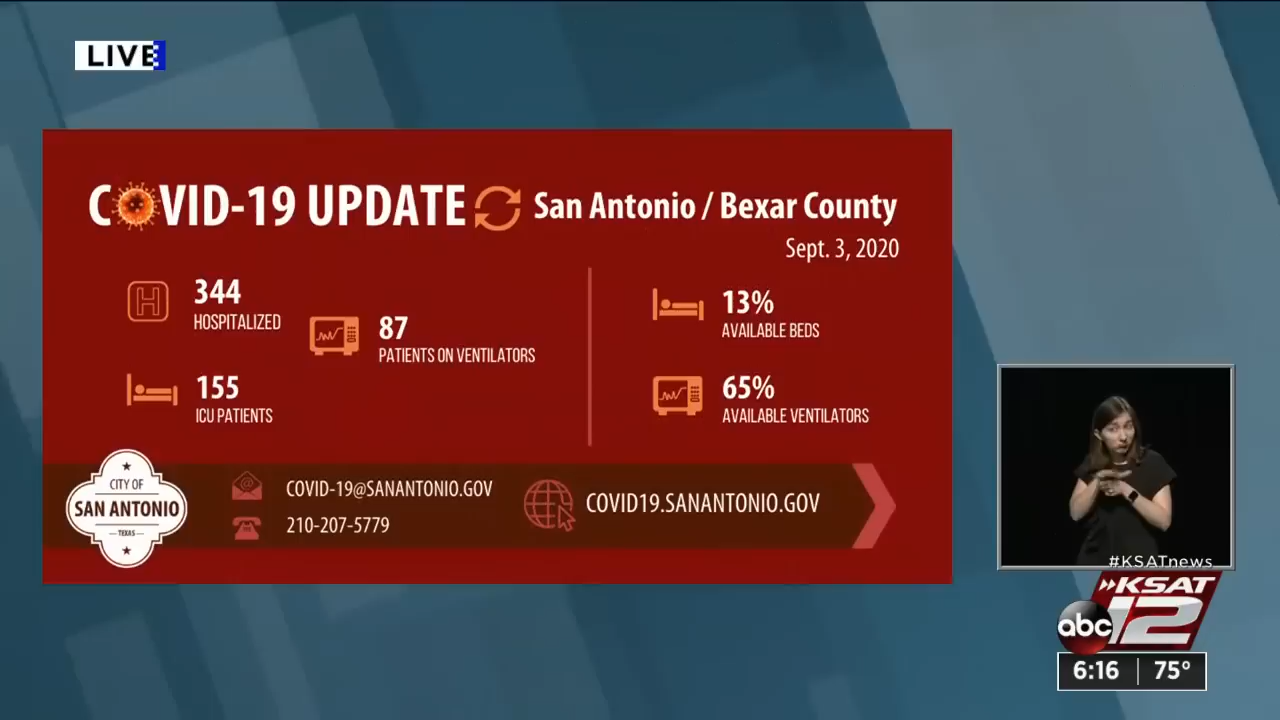 LIVE
COVID-19 UPDATE
San Antonio / Bexar County
Sept. 3, 2020
344
HOSPITALIZED
87
PATIENTS ON VENTILATORS
155
ICU PATIENTS
13%
AVAILABLE BEDS
65%
AVAILABLE VENTILATORS
CITY OF
SAN ANTONIO
TEXAS
COVID-19@SANANTONIO.GOV
210-207-5779
COVID19.SANANTONIO.GOV
#KSATnews
KSAT
abc 12
6:16 75°